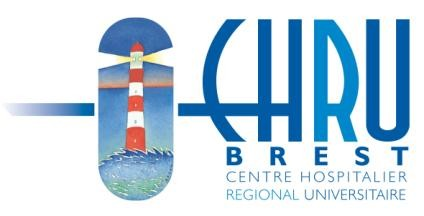 CHRU
BREST
CENTRE HOSPITALIER
REGIONAL UNIVERSITAIRE